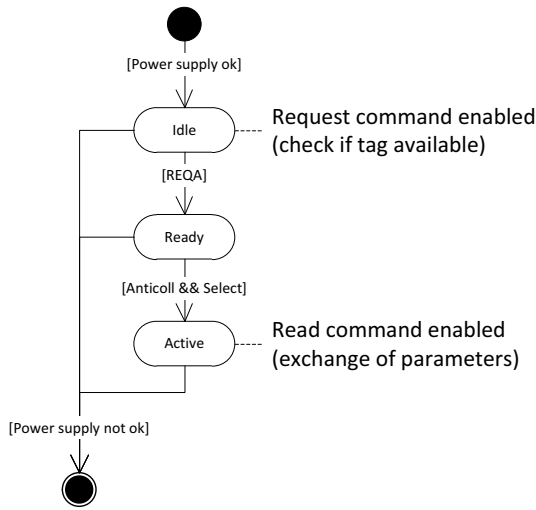 [Power supply ok]
Idle
Request command enabled
(check if tag available)
[REQA]
Ready
[Anticoll && Select]
Active
Read command enabled
(exchange of parameters)
[Power supply not ok]